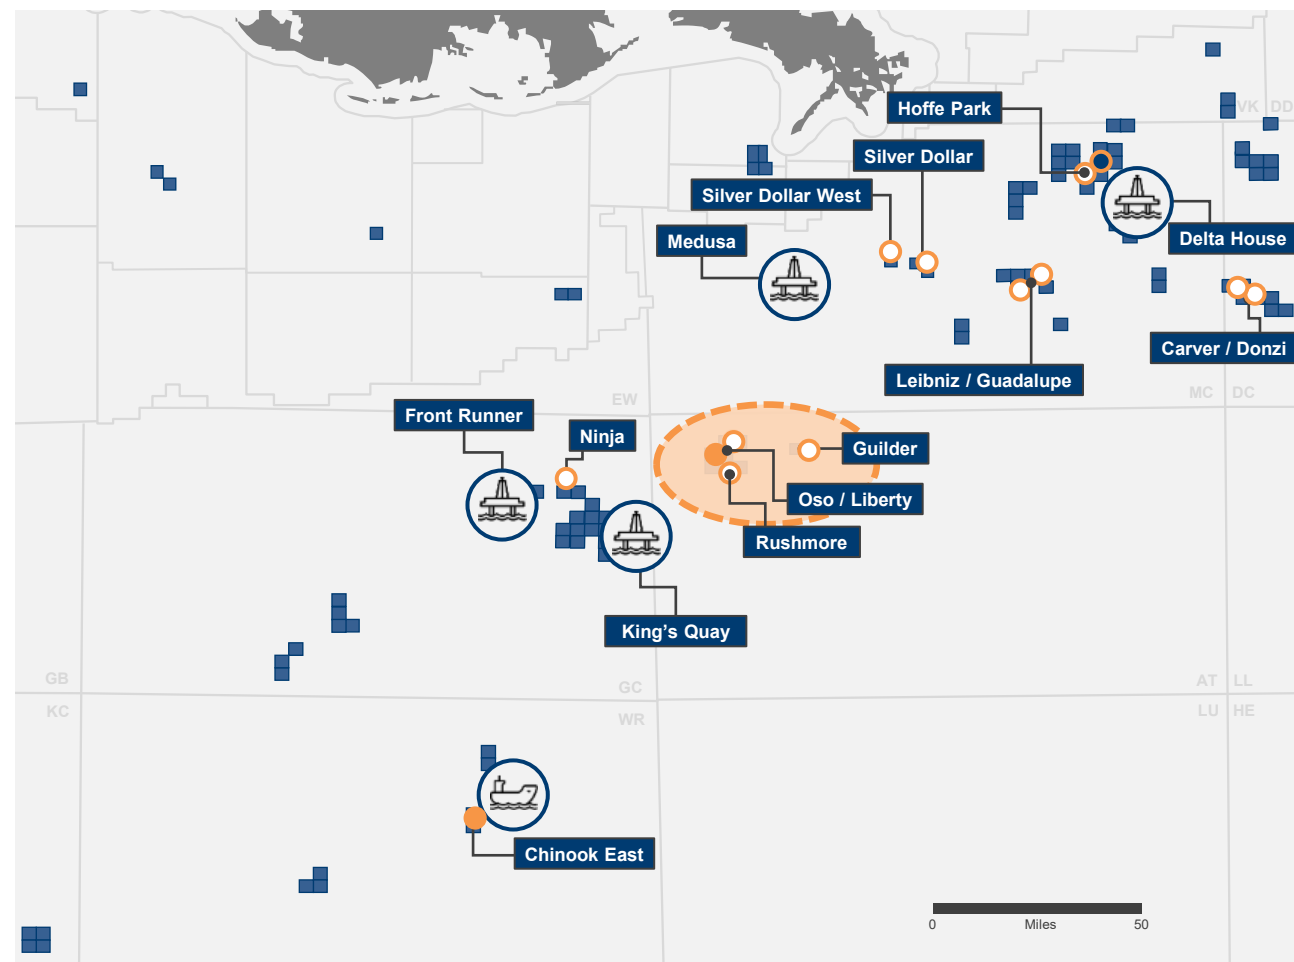 Hoffe Park
VK DD
Silver Dollar
Silver Dollar West
Medusa
Delta House
Carver / Donzi
Leibniz / Guadalupe
EW
MC DC
Front Runner
Ninja
Guilder
Oso / Liberty
Rushmore
King’s Quay
GB
GC
AT LL
KC
WR
LU HE
Chinook East
0 Miles 50